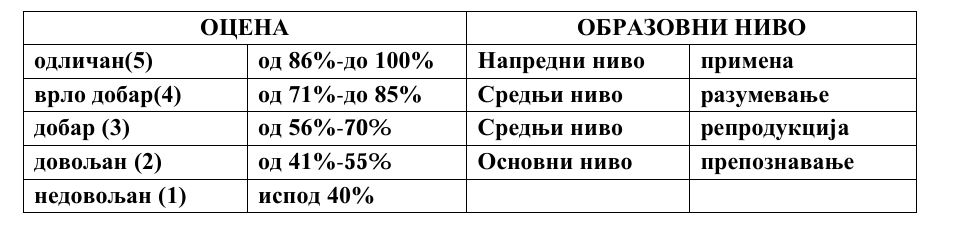 ОЦЕНА ОБРАЗОВНИ НИВО
одличан(5) од 86%-до 100% Напредни ниво примена
врло добар(4) од 71%-до 85% Средњи ниво разумевање
добар (3) од 56%-70% Средњи ниво репродукција
довољан (2) од 41%-55% Основни ниво препознавање
недовољан (1) испод 40%